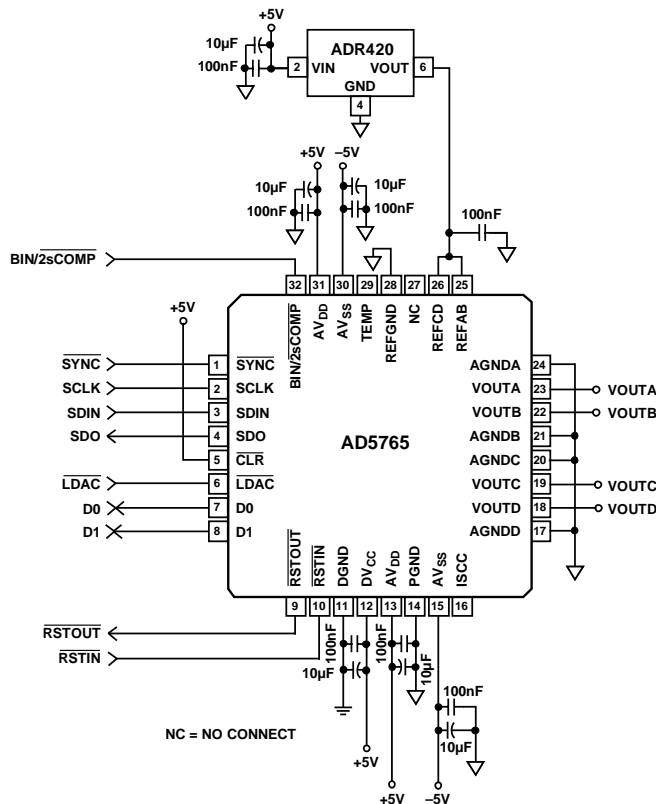 +5V
10µF
100nF
ADR420
2 VIN VOUT 6
GND
4
+5V –5V
10µF 10µF
100nF 100nF
100nF
BIN/2sCOMP
32 31 30 29 28 27 26 25
BIN/2sCOMP AVDD AVSS TEMP REFGND NC REFCD REFAB
+5V
SYNC 1 SYNC
SCLK 2 SCLK
SDIN 3 SDIN
SDO 4 SDO
5 CLR
LDAC 6 LDAC
D0 7 D0
D1 8 D1
AD5765
AGNDA 24
VOUTA 23 VOUTA
VOUTB 22 VOUTB
AGNDB 21
AGNDC 20
VOUTC 19 VOUTC
VOUTD 18 VOUTD
AGNDD 17
RSTOUT RSTIN DGND DVCC AVDD PGND AVSS ISCC
9 10 11 12 13 14 15 16
RSTOUT
RSTIN
100nF 100nF
10µF 10µF
100nF
10µF
NC = NO CONNECT
+5V
+5V –5V